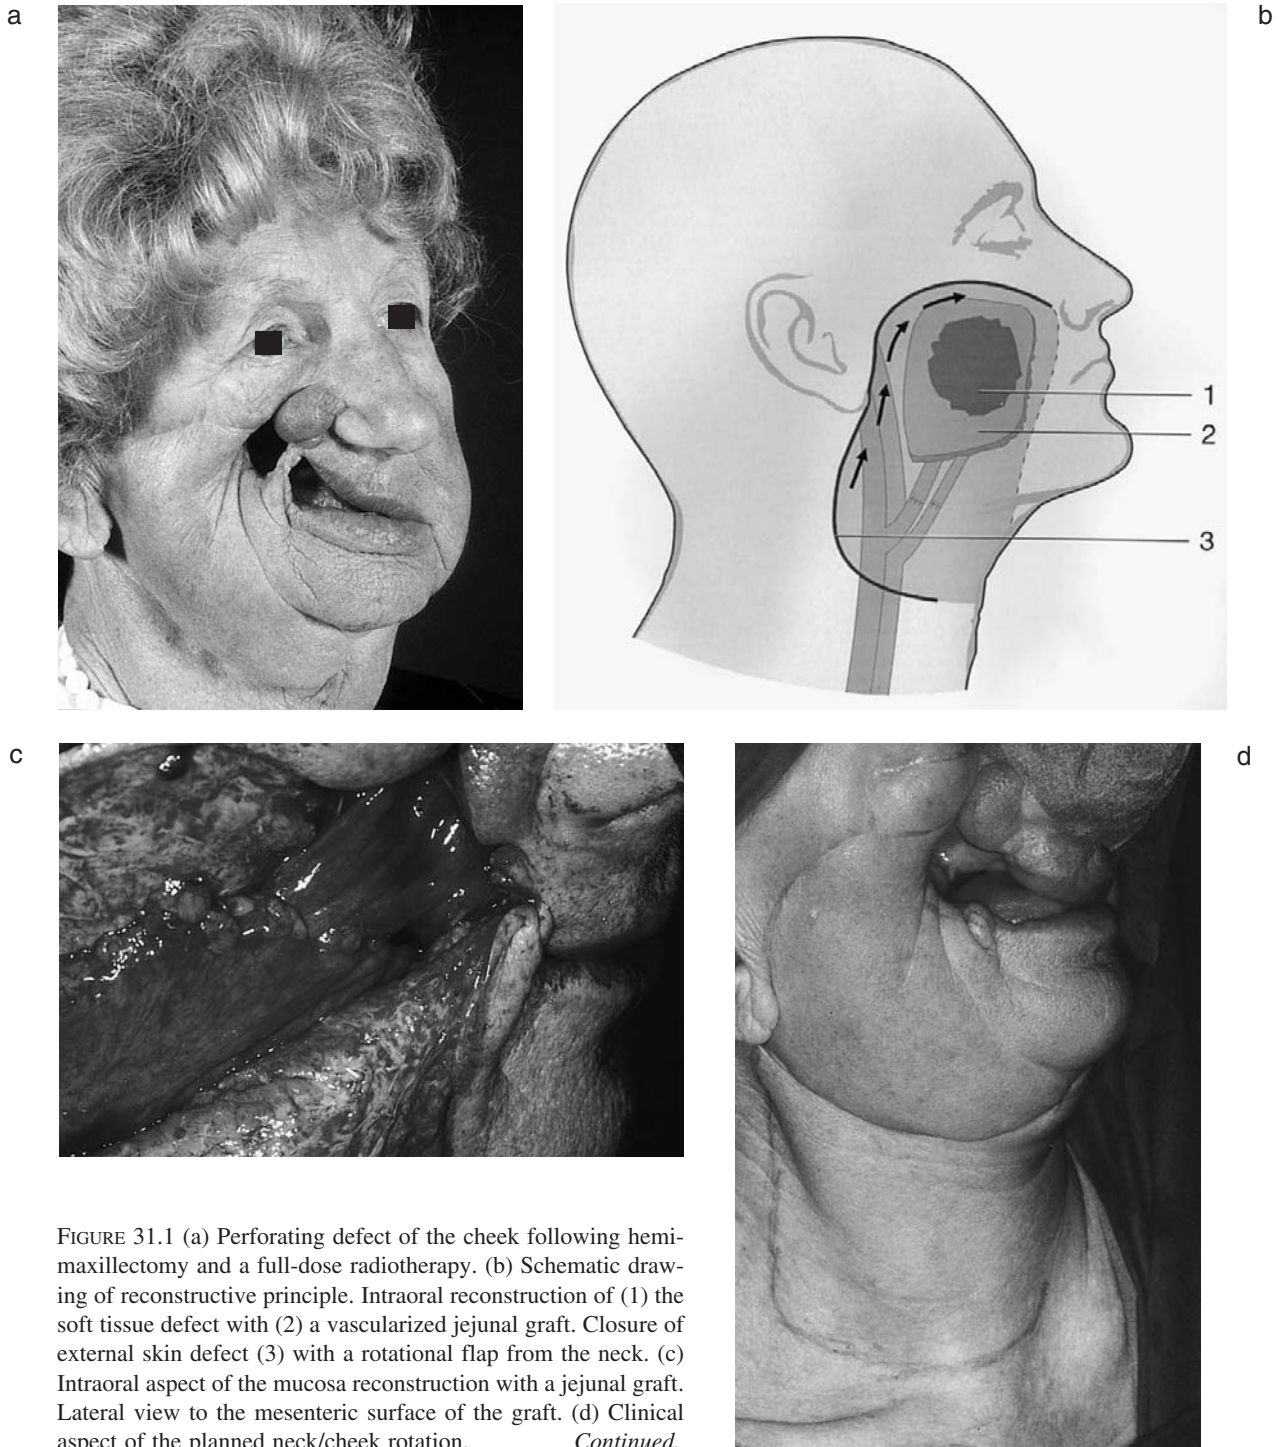 a
b
1
2
3
c
d
FIGURE 31.1 (a) Perforating defect of the cheek following hemi-
maxillectomy and a full-dose radiotherapy. (b) Schematic draw-
ing of reconstructive principle. Intraoral reconstruction of (1) the
soft tissue defect with (2) a vascularized jejunal graft. Closure of
external skin defect (3) with a rotational flap from the neck. (c)
Intraoral aspect of the mucosa reconstruction with a jejunal graft.
Lateral view to the mesenteric surface of the graft. (d) Clinical
aspect of the planned neck/cheek rotation. Continued.